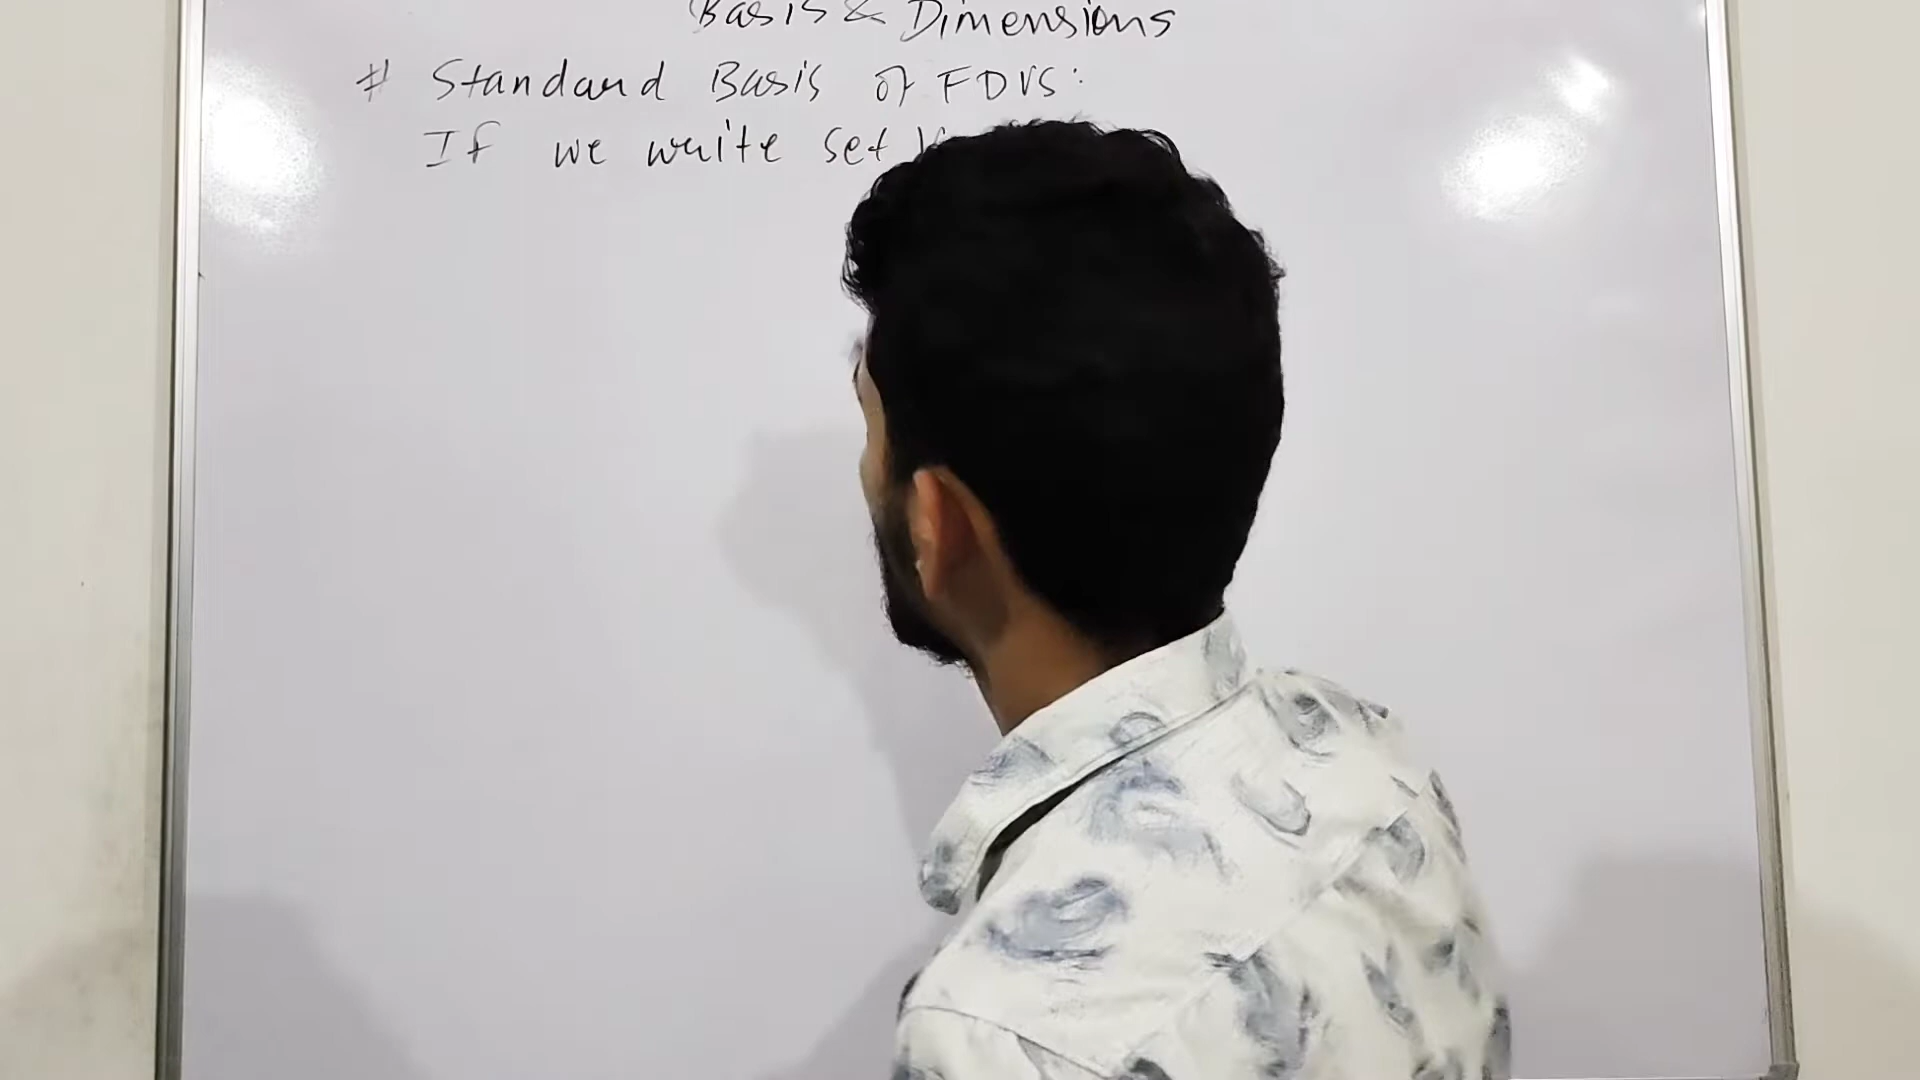 Basis & Dimensions
# Standard Basis of FDVS:
If we write set V